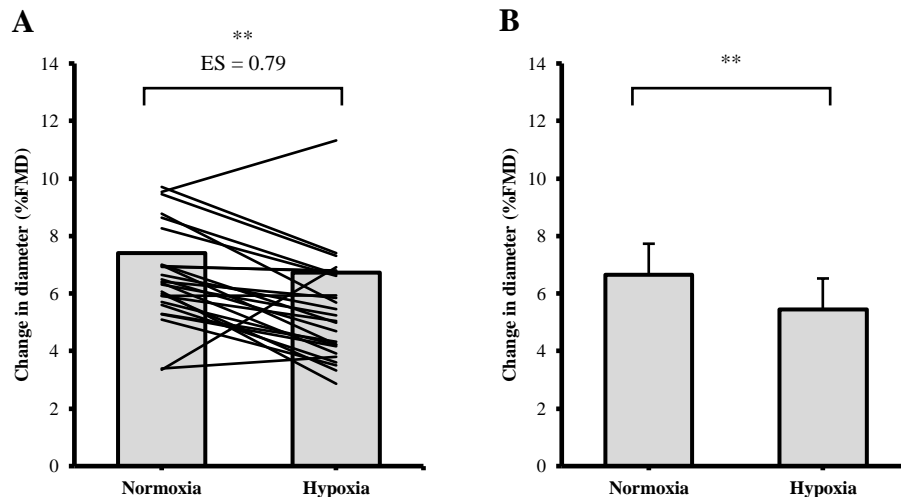 A
**
ES = 0.79
Change in diameter (%FMD)
14
12
10
8
6
4
2
0
Normoxia Hypoxia
B
**
Change in diameter (%FMD)
14
12
10
8
6
4
2
0
Normoxia Hypoxia